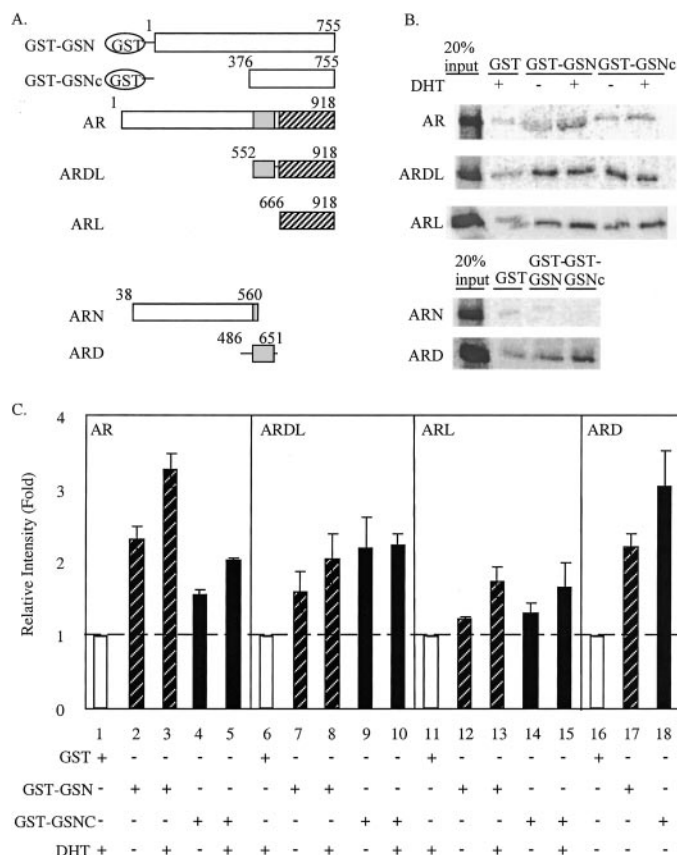 A.
1 755
GST-GSN GST
376 755
GST-GSNc GST
1 918
AR
552 918
ARDL
666 918
ARL
38 560
ARN
486 651
ARD
B.
20% input GST GST-GSN GST-GSNc
DHT + - + - +
AR
ARDL
ARL
20% input GST GST-GSN GST-GSNc
ARN
ARD
C.
4
3
2
1
0
Relative Intensity (Fold)
AR ARDL ARL ARD
1 2 3 4 5 6 7 8 9 10 11 12 13 14 15 16 17 18
GST + - - - - + - - - - + - - - - + - -
GST-GSN - + + - - - + + - - - + + - - - + -
GST-GSNC - - - + + - - - + + - - - + + - - +
DHT + - + - + + - + - + + - + - + - - -